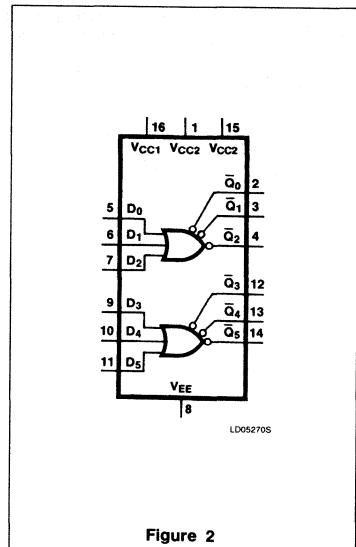 16 1 15
VCC1 VCC2 VCC2
Q̅0 2
5 D0
Q̅1 3
6 D1
Q̅2 4
7 D2
Q̅3 12
9 D3
Q̅4 13
10 D4
Q̅5 14
11 D5
VEE
8
LD05270S
Figure 2